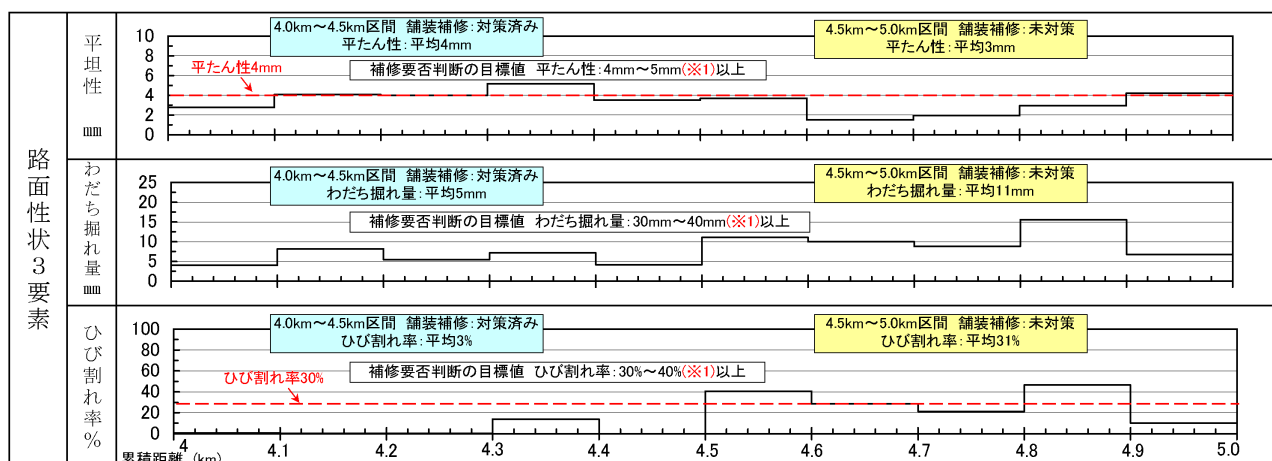 路面性状3要素
平坦性 ㎜
4.0km～4.5km区間 舗装補修:対策済み
平たん性:平均4mm
4.5km～5.0km区間 舗装補修:未対策
平たん性:平均3mm
平たん性4mm
補修要否判断の目標値 平たん性:4mm～5mm(※1)以上
10
8
6
4
2
0
わだち掘れ量 ㎜
4.0km～4.5km区間 舗装補修:対策済み
わだち掘れ量:平均5mm
4.5km～5.0km区間 舗装補修:未対策
わだち掘れ量:平均11mm
補修要否判断の目標値 わだち掘れ量:30mm～40mm(※1)以上
25
20
15
10
5
0
ひび割れ率%
4.0km～4.5km区間 舗装補修:対策済み
ひび割れ率:平均3%
4.5km～5.0km区間 舗装補修:未対策
ひび割れ率:平均31%
ひび割れ率30%
補修要否判断の目標値 ひび割れ率:30%～40%(※1)以上
100
80
60
40
20
0
4 4.1 4.2 4.3 4.4 4.5 4.6 4.7 4.8 4.9 5.0
累積距離 (km)